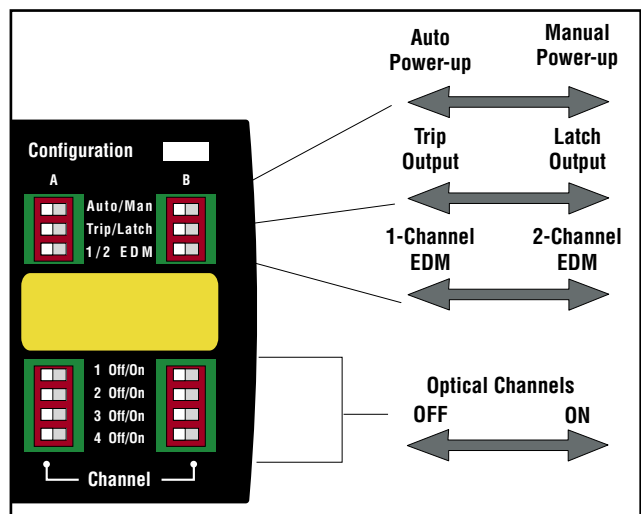 Auto Power-up
Manual Power-up
Trip Output
Latch Output
1-Channel EDM
2-Channel EDM
Optical Channels
OFF
ON
Configuration
A
B
Auto/Man
Trip/Latch
1/2 EDM
1 Off/On
2 Off/On
3 Off/On
4 Off/On
Channel